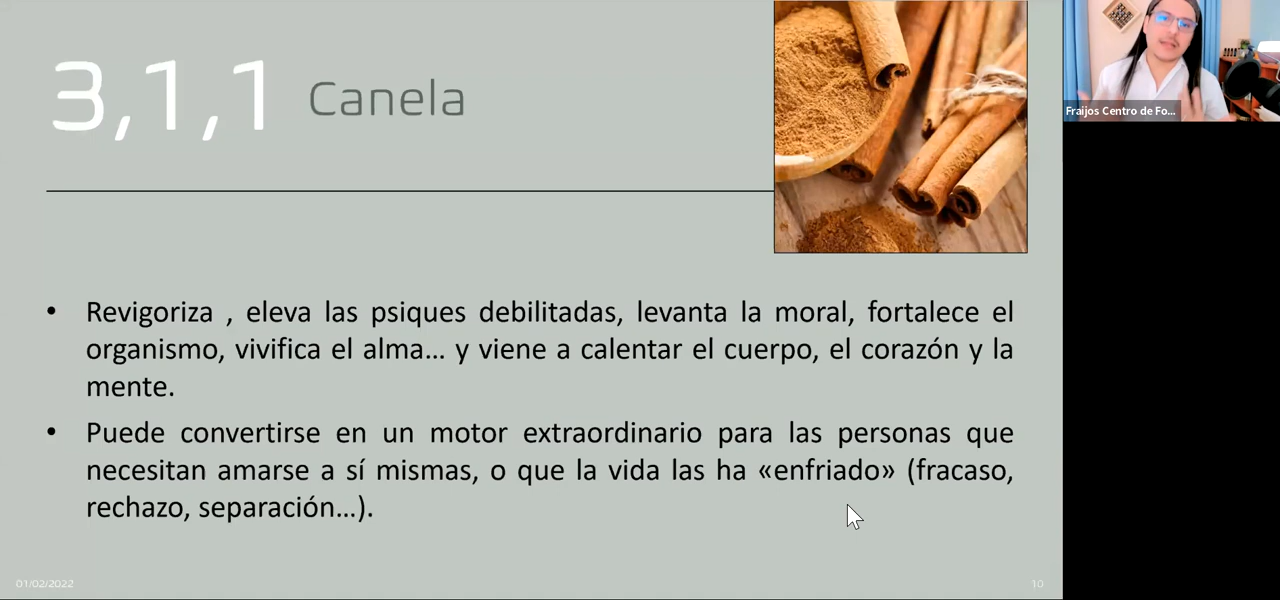 3,1,1 Canela
Fraijos Centro de Fo...
• Revigoriza , eleva las psiques debilitadas, levanta la moral, fortalece el
organismo, vivifica el alma... y viene a calentar el cuerpo, el corazón y la
mente.
• Puede convertirse en un motor extraordinario para las personas que
necesitan amarse a sí mismas, o que la vida las ha «enfriado» (fracaso,
rechazo, separación...).
01/02/2022
10